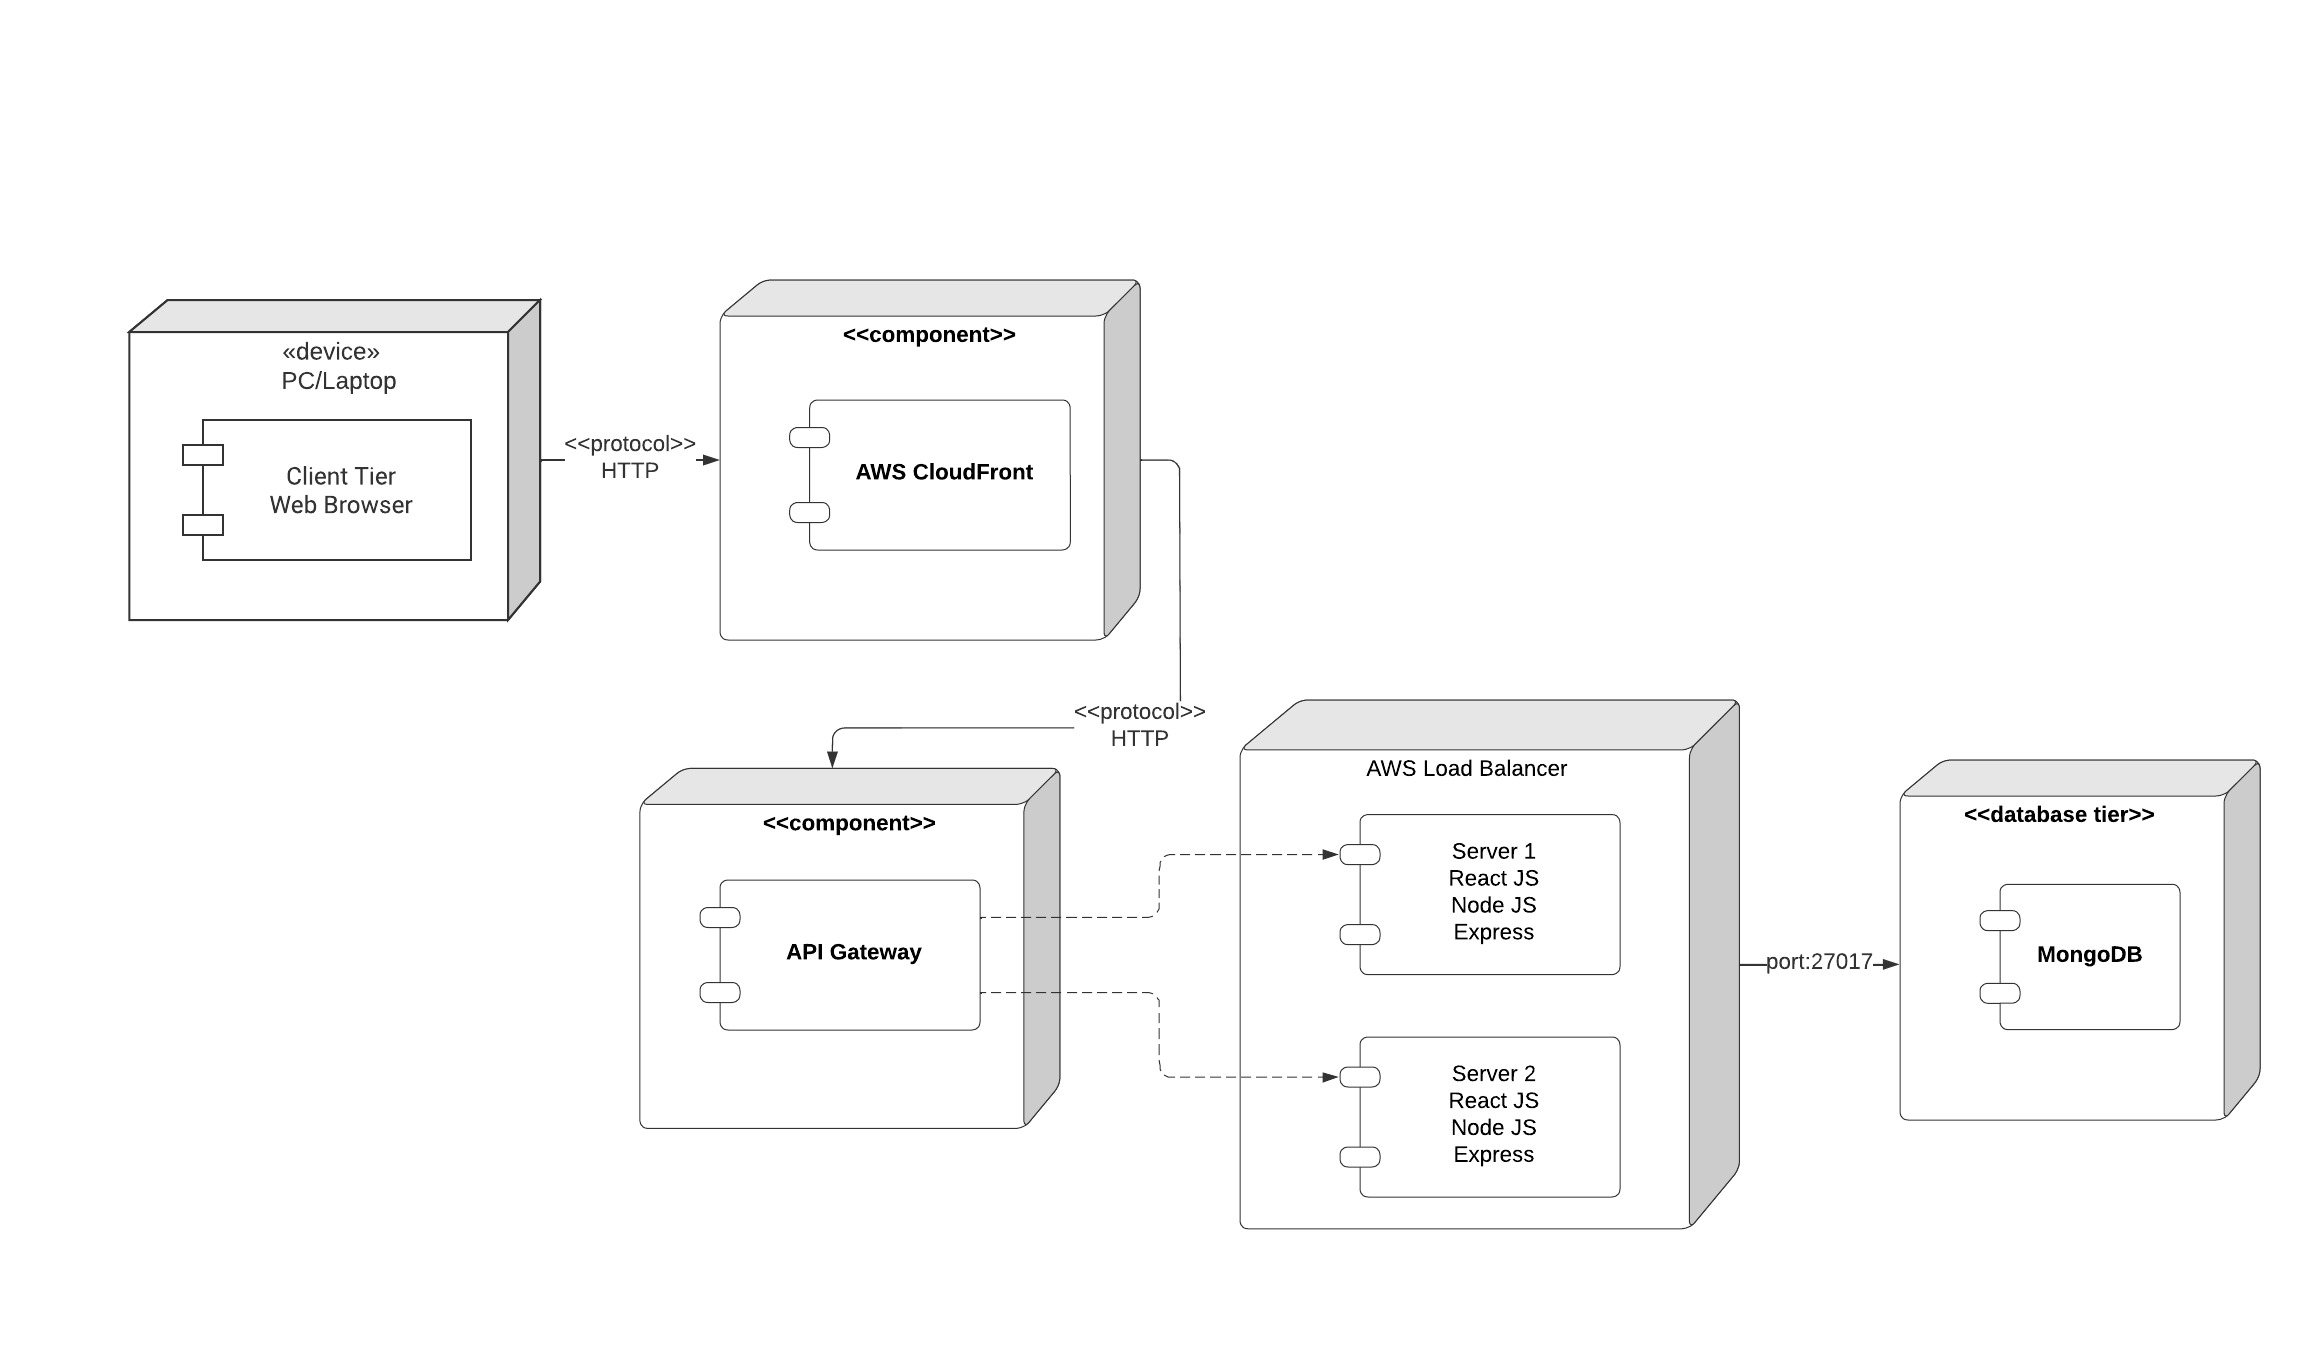 «device»
PC/Laptop
Client Tier
Web Browser
<<protocol>>
HTTP
<<component>>
AWS CloudFront
<<protocol>>
HTTP
<<component>>
API Gateway
AWS Load Balancer
Server 1
React JS
Node JS
Express
Server 2
React JS
Node JS
Express
port:27017
<<database tier>>
MongoDB